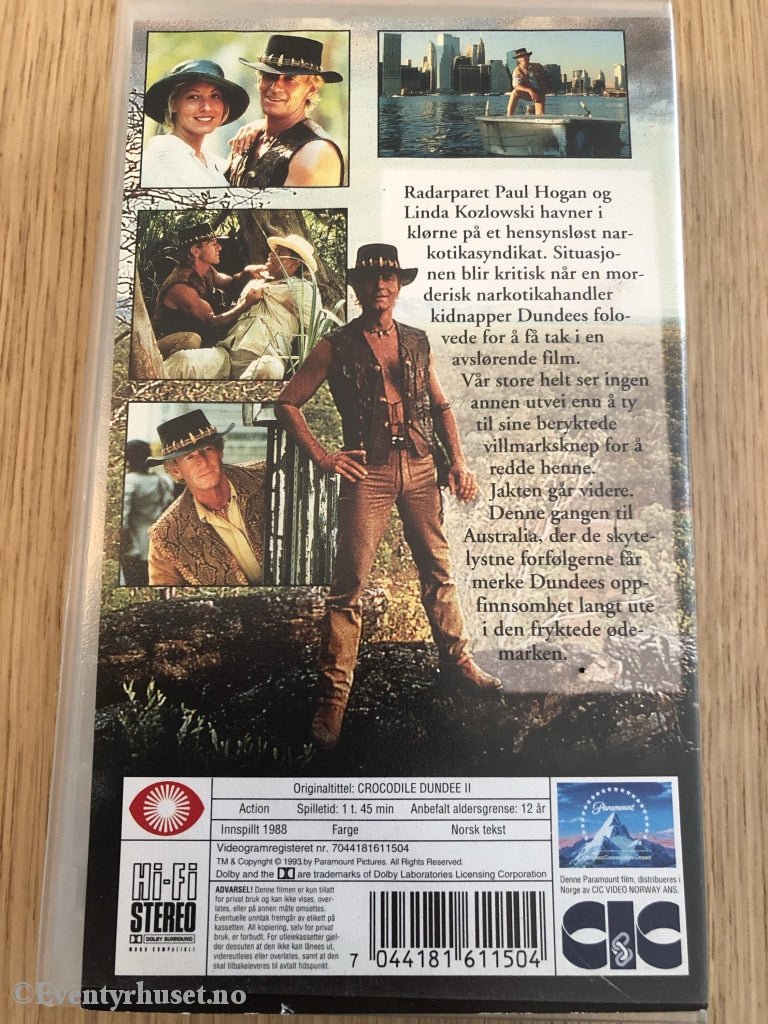 Radarparet Paul Hogan og
Linda Kozlowski havner i
klørne på et hensynsløst nar-
kotikasyndikat. Situasjo-
nen blir kritisk når en mor-
derisk narkotikahandler
kidnapper Dundees folo-
vede for å få tak i en
avslørende film.
Vår store helt ser ingen
annen utvei enn å ty
til sine beryktede
villmarksknep for å
redde henne.
Jakten går videre.
Denne gangen til
Australia, der de skyte-
lystne forfølgerne får
merke Dundees opp-
finnsomhet langt ute
i den fryktede øde-
marken.
Originaltittel: CROCODILE DUNDEE II
Action Spilletid: 1 t. 45 min Anbefalt aldersgrense: 12 år
Innspilt 1988 Farge Norsk tekst
Videogramregisteret nr. 7044181611504
TM & Copyright © 1993 by Paramount Pictures. All Rights Reserved.
Dolby and the DD are trademarks of Dolby Laboratories Licensing Corporation
Hi-Fi
STEREO
DOLBY SURROUND
MONO COMPATIBLE
ADVARSEL! Denne filmen er kun tillatt
for privat bruk og kan ikke vises, over-
lates, eller på annen måte omsettes.
Eventuelle unntak fremgår av etikett på
kassetten. All kopiering, selv for privat
bruk, er forbudt. For utleiekassetter gjel-
der dessuten at den ikke kan lånes ut,
videreutleies eller overlates, samt at den
skal tilbakeleveres til avtalt tidspunkt.
7 044181 611504
Paramount
Denne Paramount film, distribueres i
Norge av CIC VIDEO NORWAY ANS.
CIC
©Eventyrhuset.no